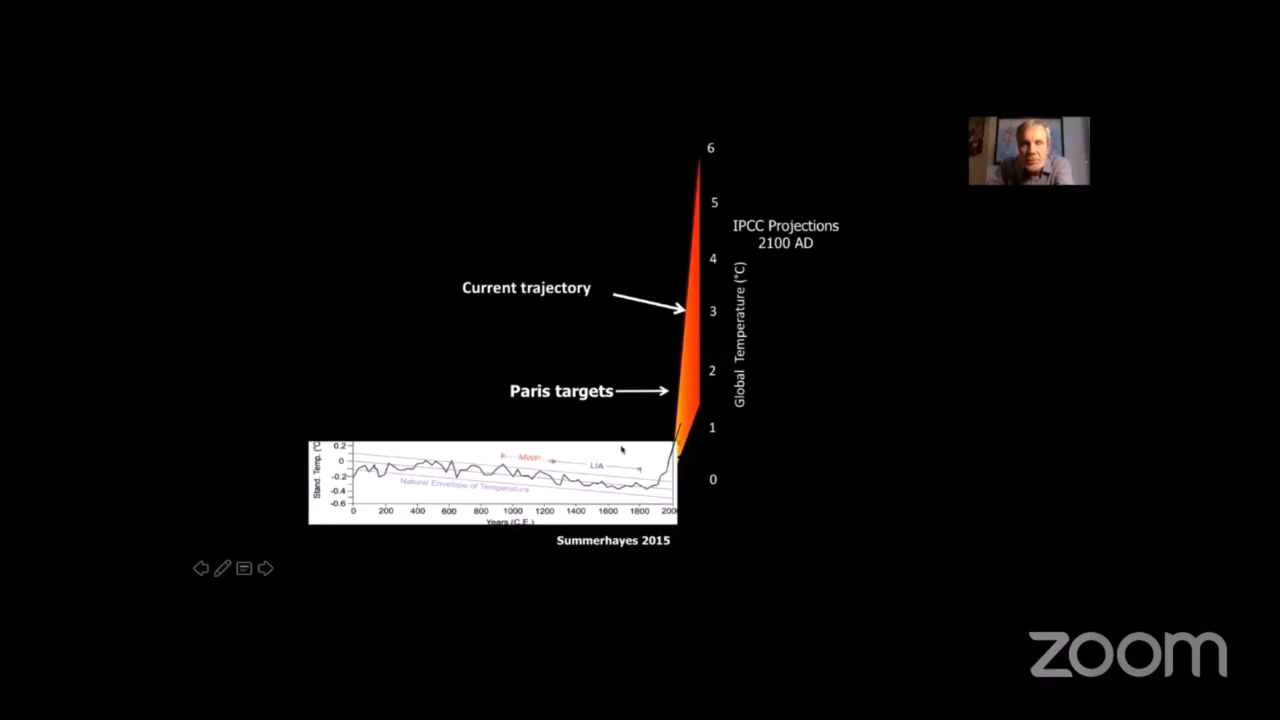 6
5
IPCC Projections
2100 AD
4
Current trajectory
3
Global Temperature (°C)
2
Paris targets
1
0
Stand. Temp. (°C
0.2
0
-0.2
-0.4
-0.6
MWP
LIA
Natural Envelope of Temperature
0 200 400 600 800 1000 1200 1400 1600 1800 200
Years (C.E.)
Summerhayes 2015
zoom